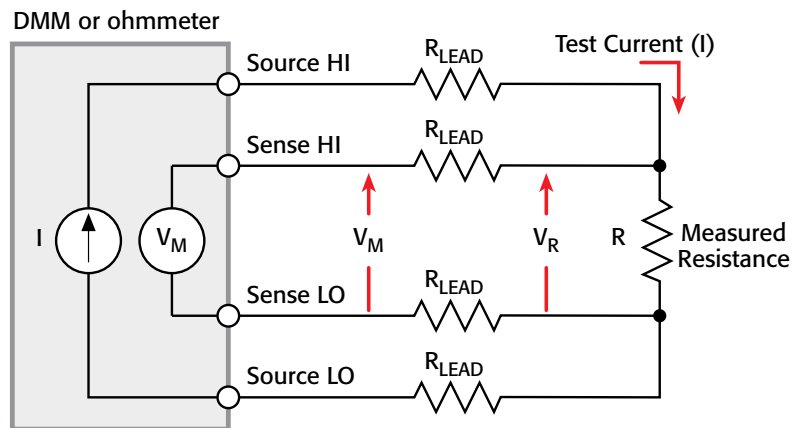 DMM or ohmmeter
Test Current (I)
Source HI
RLEAD
Sense HI
RLEAD
I
VM
VM
VR
R
Measured
Resistance
Sense LO
RLEAD
Source LO
RLEAD